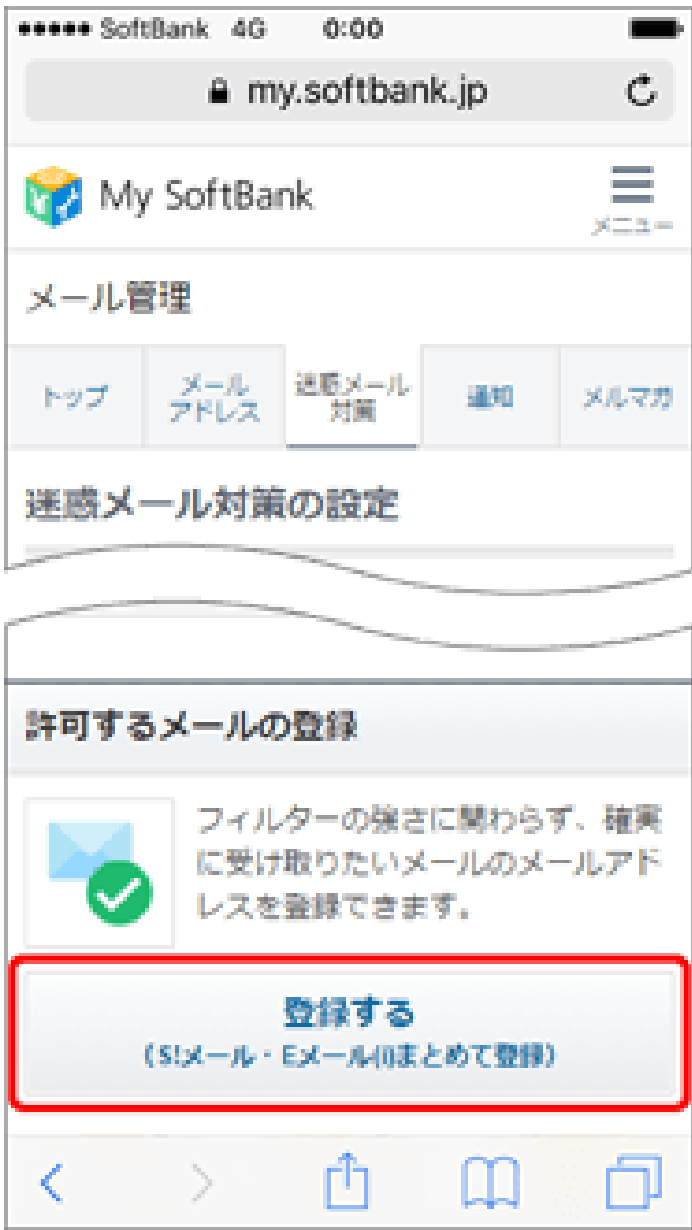 SoftBank 4G 0:00
my.softbank.jp
My SoftBank
メニュー
メール管理
トップ
メール
アドレス
迷惑メール
対策
通知
メルマガ
迷惑メール対策の設定
許可するメールの登録
フィルターの強さに関わらず、確実
に受け取りたいメールのメールアド
レスを登録できます。
登録する
(S!メール・Eメール(i)まとめて登録)